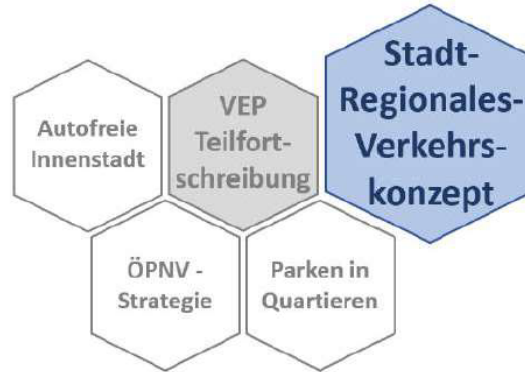 Autofreie
Innenstadt
VEP
Teilfort-
schreibung
Stadt-
Regionales-
Verkehrs-
konzept
ÖPNV -
Strategie
Parken in
Quartieren